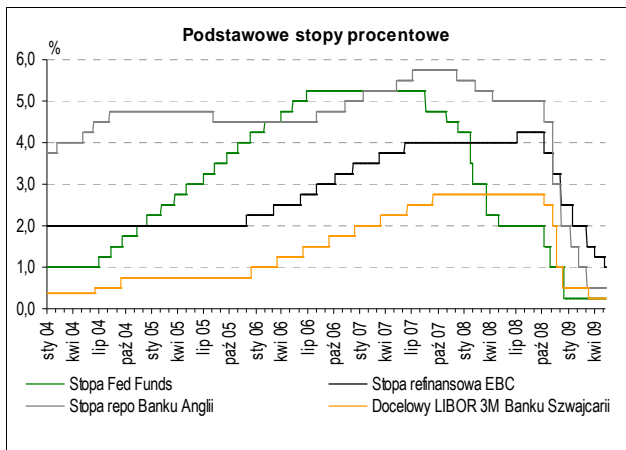 Podstawowe stopy procentowe
%
6,0
5,0
4,0
3,0
2,0
1,0
0,0
sty 04
kwi 04
lip 04
paź 04
sty 05
kwi 05
lip 05
paź 05
sty 06
kwi 06
lip 06
paź 06
sty 07
kwi 07
lip 07
paź 07
sty 08
kwi 08
lip 08
paź 08
sty 09
kwi 09
Stopa Fed Funds
Stopa refinansowa EBC
Stopa repo Banku Anglii
Docelowy LIBOR 3M Banku Szwajcarii